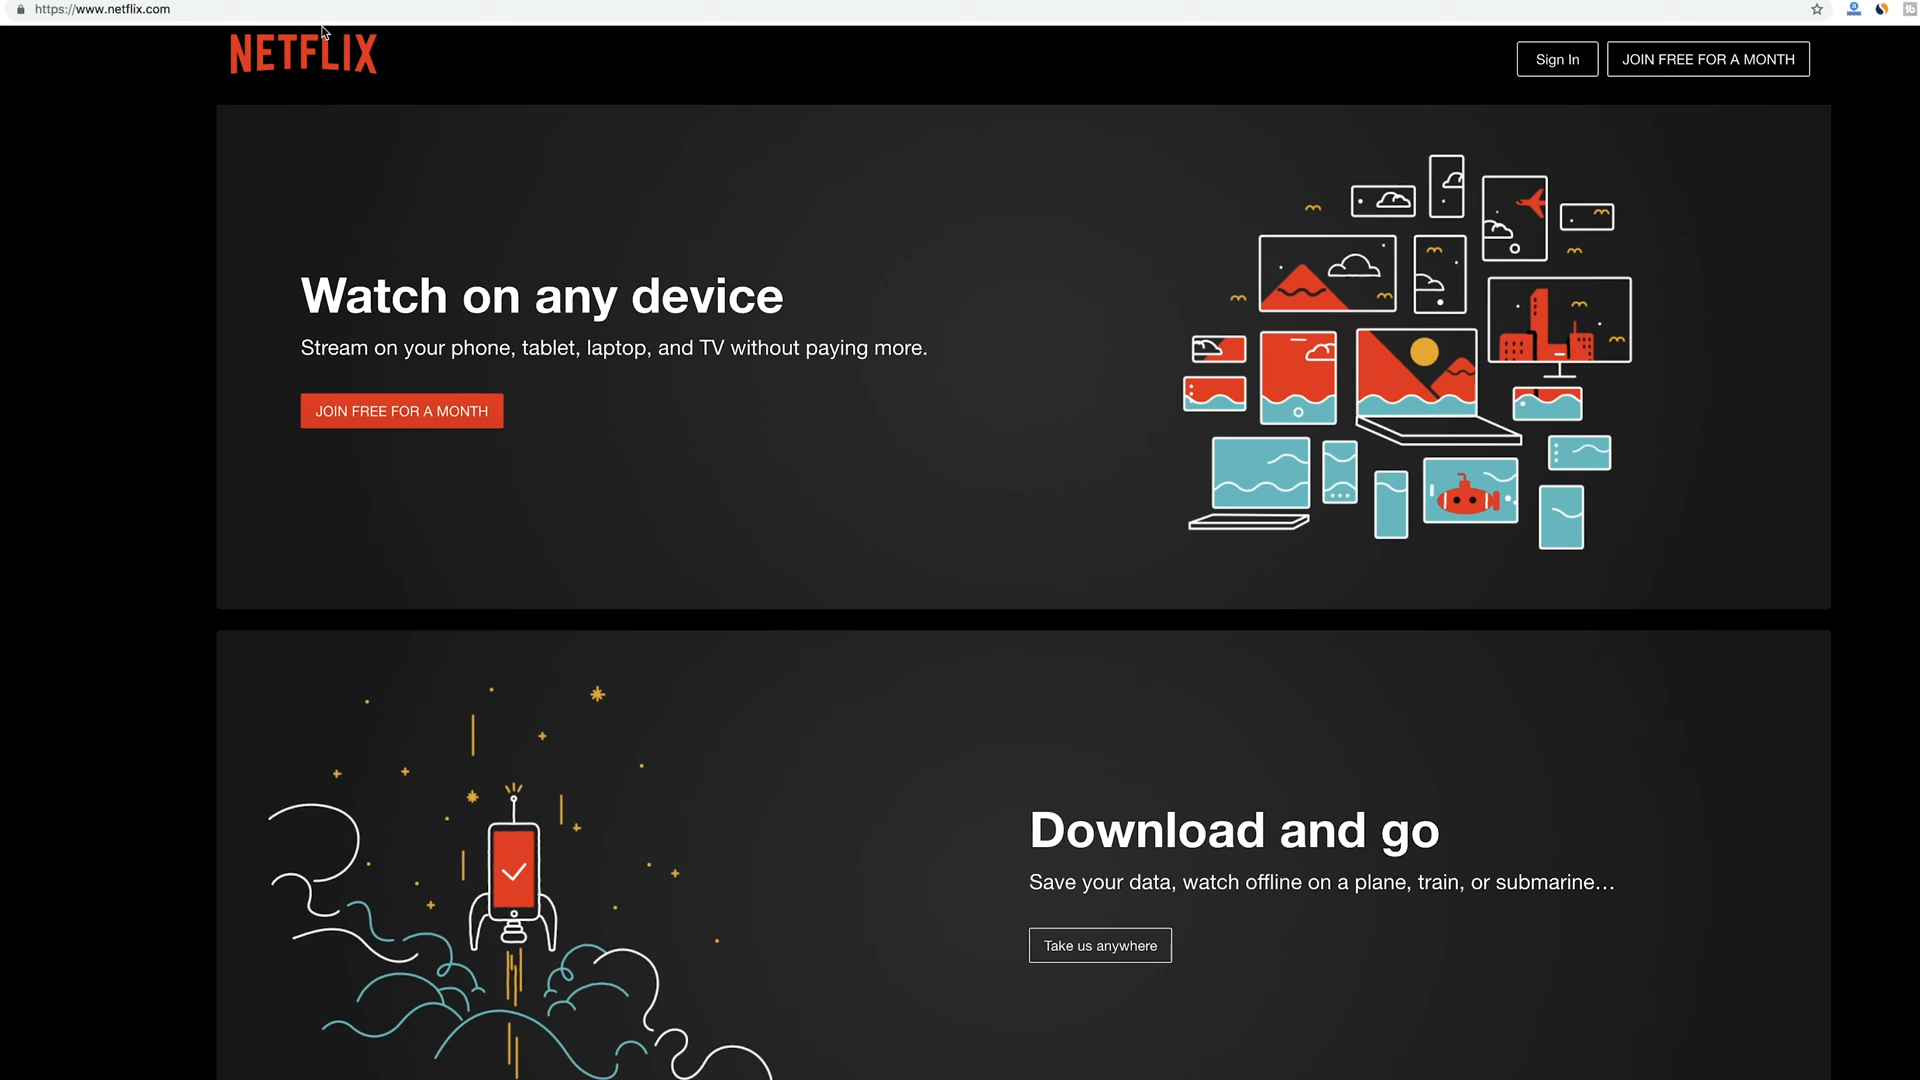 https://www.netflix.com
NETFLIX
Sign In
JOIN FREE FOR A MONTH
Watch on any device
Stream on your phone, tablet, laptop, and TV without paying more.
JOIN FREE FOR A MONTH
Download and go
Save your data, watch offline on a plane, train, or submarine…
Take us anywhere